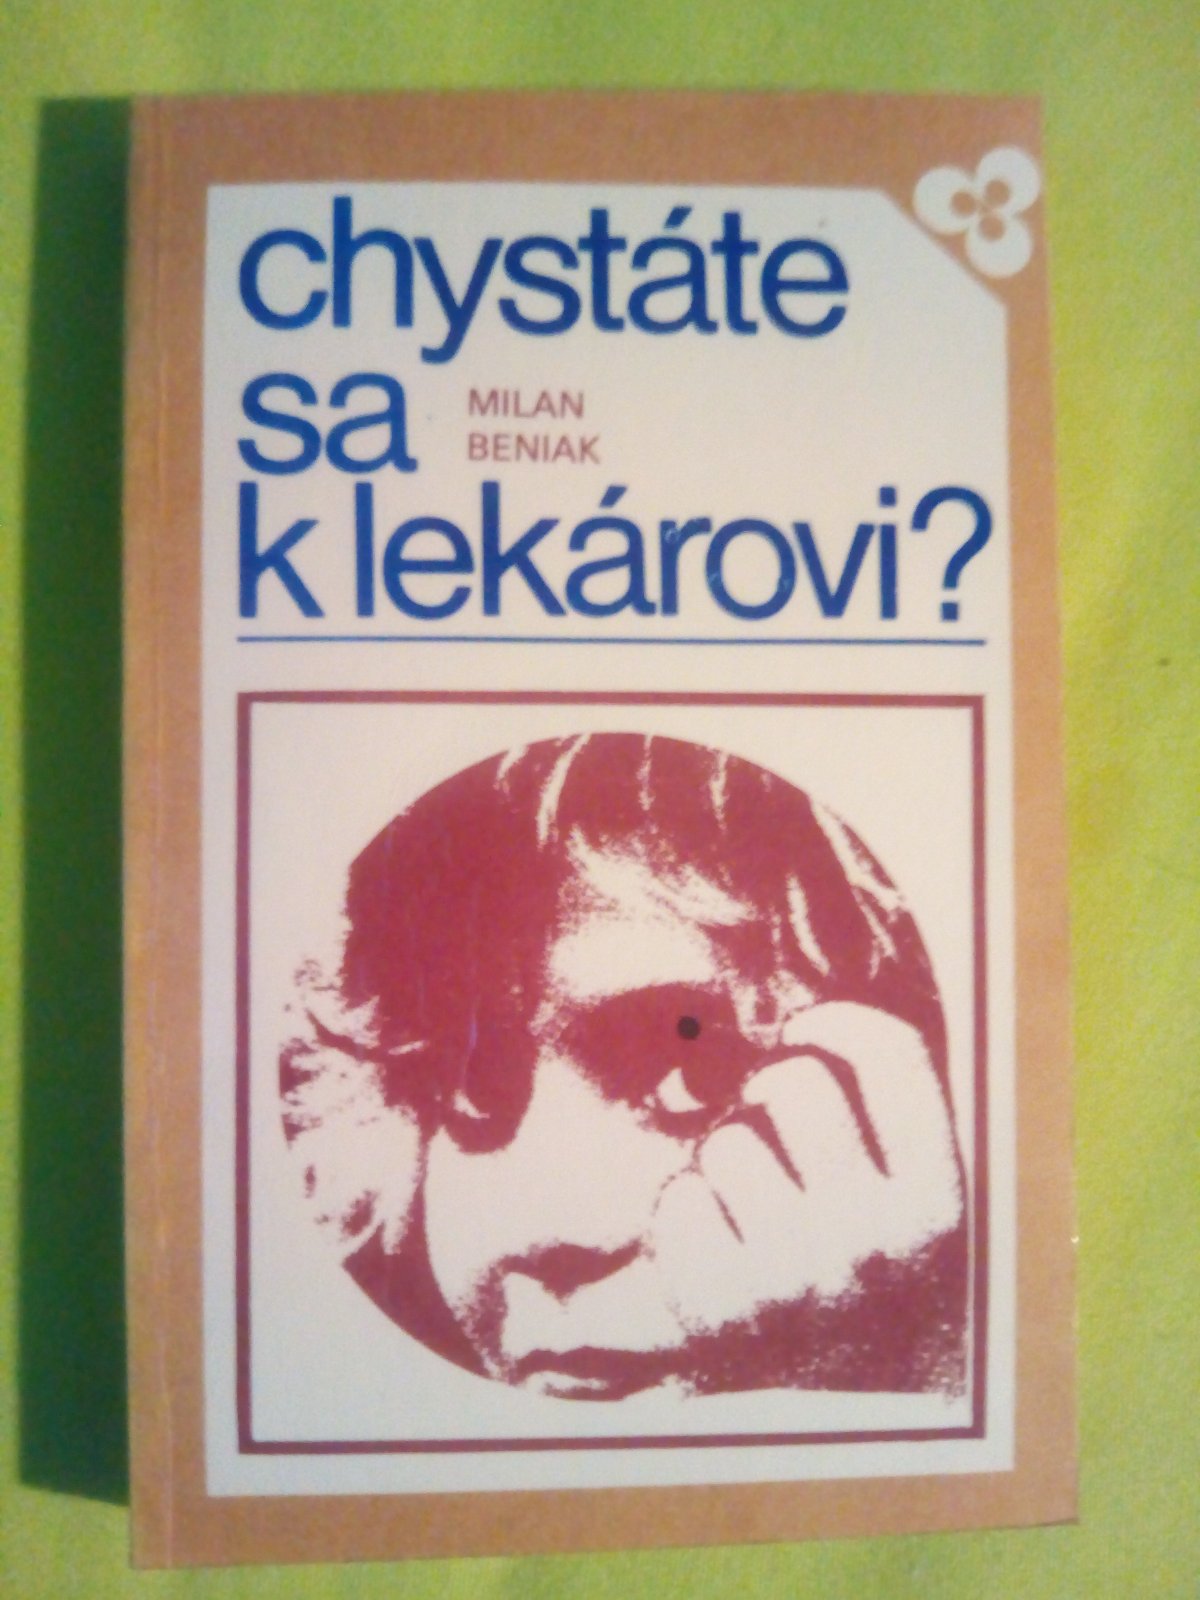 chystáte
sa
MILAN
BENIAK
k lekárovi?